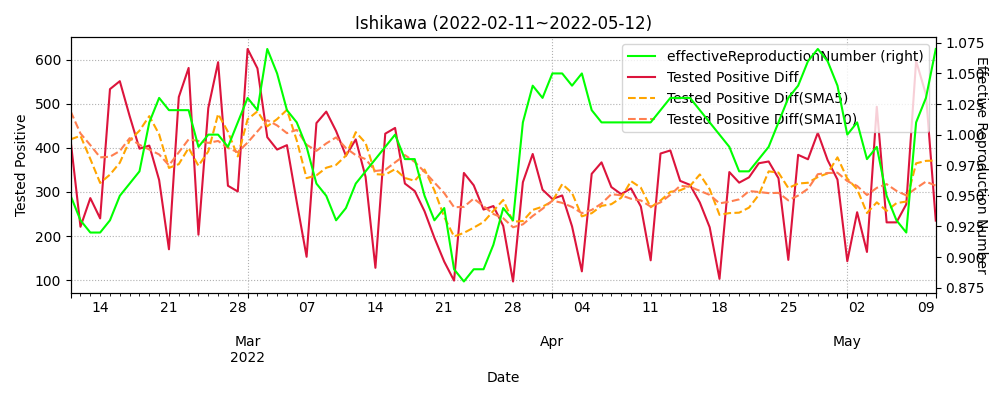 Ishikawa (2022-02-11~2022-05-12)
effectiveReproductionNumber (right)
Tested Positive Diff
Tested Positive Diff(SMA5)
Tested Positive Diff(SMA10)
Tested Positive
600
500
400
300
200
100
1.075
1.050
1.025
1.000
0.975
0.950
0.925
0.900
0.875
Effective Reproduction Number
14 21 28 07 14 21 28 04 11 18 25 02 09
Mar Apr May
2022
Date